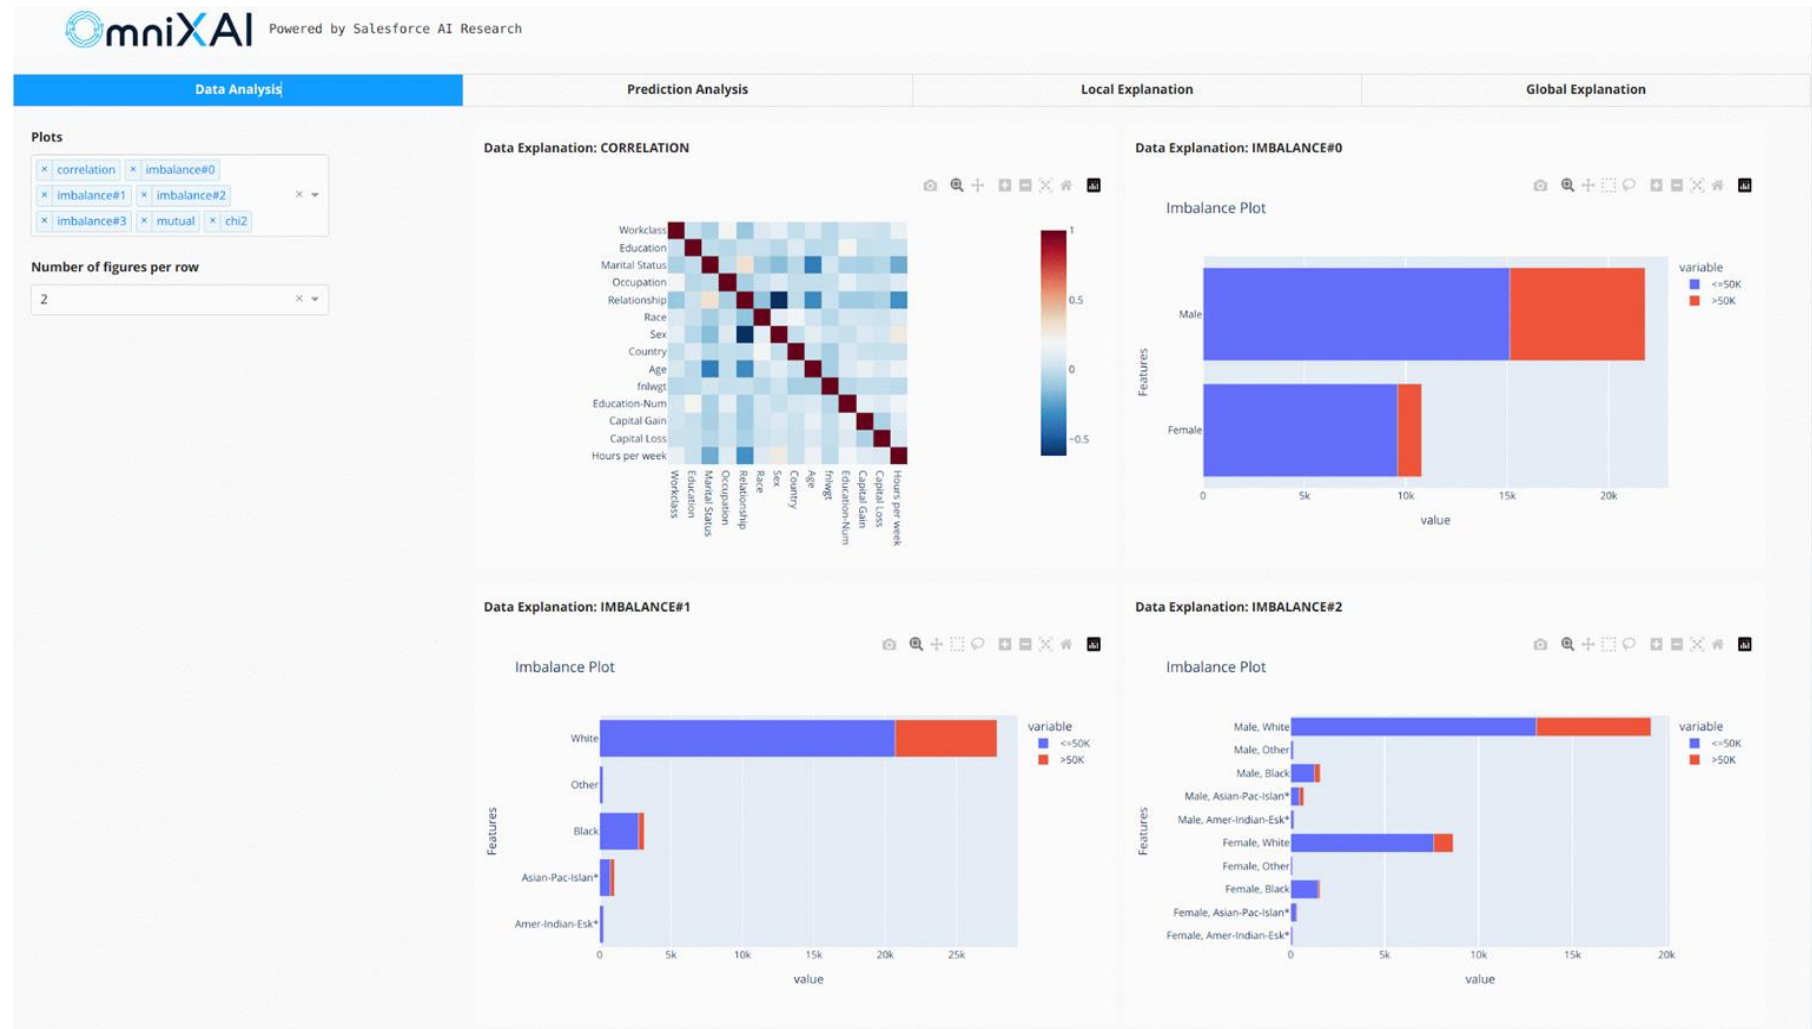 OmniXAI Powered by Salesforce AI Research
Data Analysis
Prediction Analysis
Local Explanation
Global Explanation
Plots
× correlation × imbalance#0
× imbalance#1 × imbalance#2
× imbalance#3 × mutual × chi2
Number of figures per row
2
Data Explanation: CORRELATION
Workclass
Education
Marital Status
Occupation
Relationship
Race
Sex
Country
Age
fnlwgt
Education-Num
Capital Gain
Capital Loss
Hours per week
Workclass
Education
Marital Status
Occupation
Relationship
Race
Sex
Country
Age
fnlwgt
Education-Num
Capital Gain
Capital Loss
Hours per week
1
0.5
0
−0.5
Data Explanation: IMBALANCE#0
Imbalance Plot
Features
Male
Female
0 5k 10k 15k 20k
value
variable
<=50K
>50K
Data Explanation: IMBALANCE#1
Imbalance Plot
Features
White
Other
Black
Asian-Pac-Islan*
Amer-Indian-Esk*
0 5k 10k 15k 20k 25k
value
variable
<=50K
>50K
Data Explanation: IMBALANCE#2
Imbalance Plot
Features
Male, White
Male, Other
Male, Black
Male, Asian-Pac-Islan*
Male, Amer-Indian-Esk*
Female, White
Female, Other
Female, Black
Female, Asian-Pac-Islan*
Female, Amer-Indian-Esk*
0 5k 10k 15k 20k
value
variable
<=50K
>50K